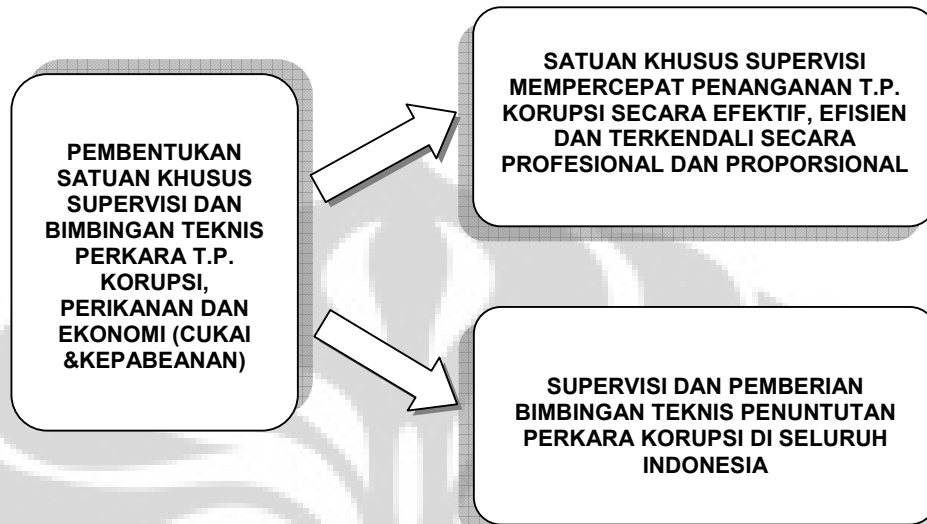 PEMBENTUKAN
SATUAN KHUSUS
SUPERVISI DAN
BIMBINGAN TEKNIS
PERKARA T.P.
KORUPSI,
PERIKANAN DAN
EKONOMI (CUKAI
&KEPABEANAN)
SATUAN KHUSUS SUPERVISI
MEMPERCEPAT PENANGANAN T.P.
KORUPSI SECARA EFEKTIF, EFISIEN
DAN TERKENDALI SECARA
PROFESIONAL DAN PROPORSIONAL
SUPERVISI DAN PEMBERIAN
BIMBINGAN TEKNIS PENUNTUTAN
PERKARA KORUPSI DI SELURUH
INDONESIA